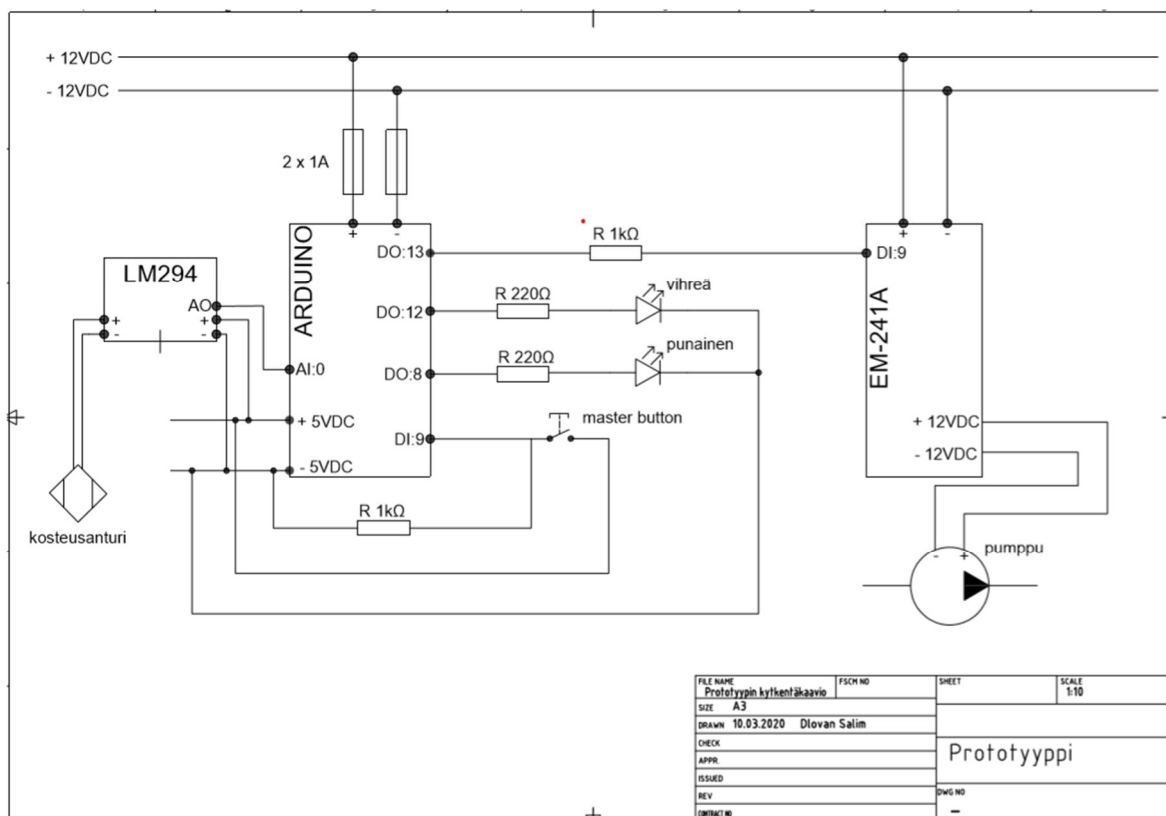 + 12VDC
- 12VDC
2 x 1A
+ -
ARDUINO
DO:13
DO:12
DO:8
DI:9
AI:0
+ 5VDC
- 5VDC
LM294
AO
+ +
- -
kosteusanturi
R 1kΩ
R 220Ω
vihreä
R 220Ω
punainen
master button
R 1kΩ
+ -
DI:9
EM-241A
+ 12VDC
- 12VDC
- +
pumppu
FILE NAME
Prototyypin kytkentäkaavio
FSCM NO
SHEET
SCALE
1:10
SIZE A3
DRAWN 10.03.2020 Dlovan Salim
CHECK
APPR.
ISSUED
REV
CONTRACT NO
Prototyyppi
DWG NO
-